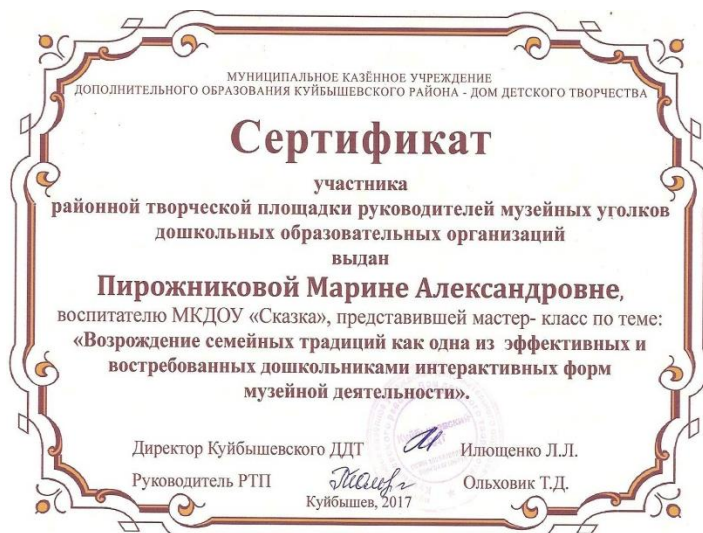 МУНИЦИПАЛЬНОЕ КАЗЁННОЕ УЧРЕЖДЕНИЕ
ДОПОЛНИТЕЛЬНОГО ОБРАЗОВАНИЯ КУЙБЫШЕВСКОГО РАЙОНА - ДОМ ДЕТСКОГО ТВОРЧЕСТВА
Сертификат
участника
районной творческой площадки руководителей музейных уголков
дошкольных образовательных организаций
выдан
Пирожниковой Марине Александровне,
воспитателю МКДОУ «Сказка», представившей мастер- класс по теме:
«Возрождение семейных традиций как одна из эффективных и
востребованных дошкольниками интерактивных форм
музейной деятельности».
Директор Куйбышевского ДДТ Илющенко Л.Л.
Руководитель РТП Ольховик Т.Д.
Куйбышев, 2017